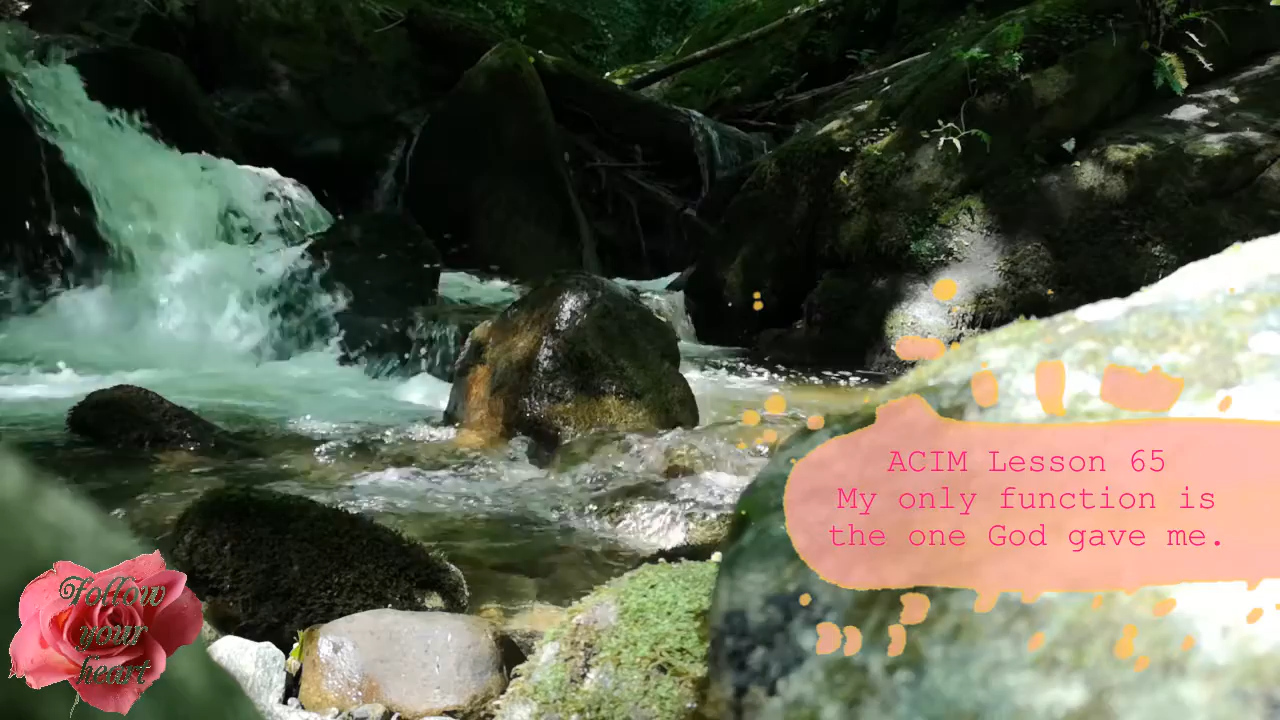 ACIM Lesson 65
My only function is
the one God gave me.
Follow
your
heart